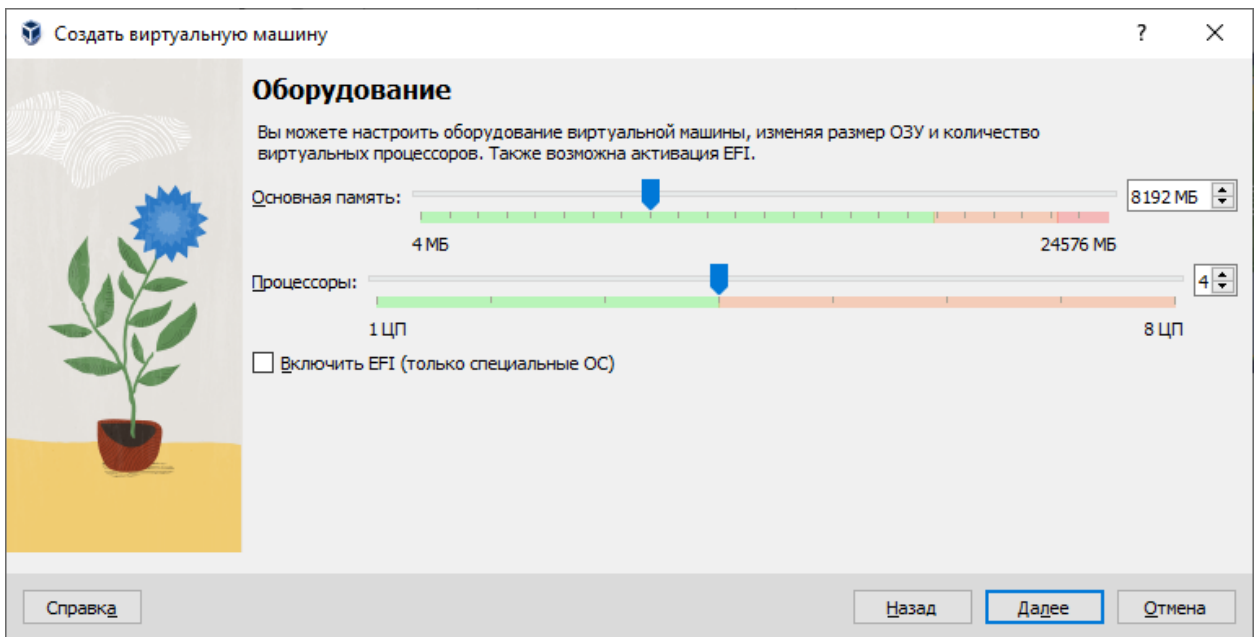 Создать виртуальную машину
?
Оборудование
Вы можете настроить оборудование виртуальной машины, изменяя размер ОЗУ и количество
виртуальных процессоров. Также возможна активация EFI.
Основная память:
8192 МБ
4 МБ
24576 МБ
Процессоры:
4
1 ЦП
8 ЦП
Включить EFI (только специальные ОС)
Справка
Назад
Далее
Отмена